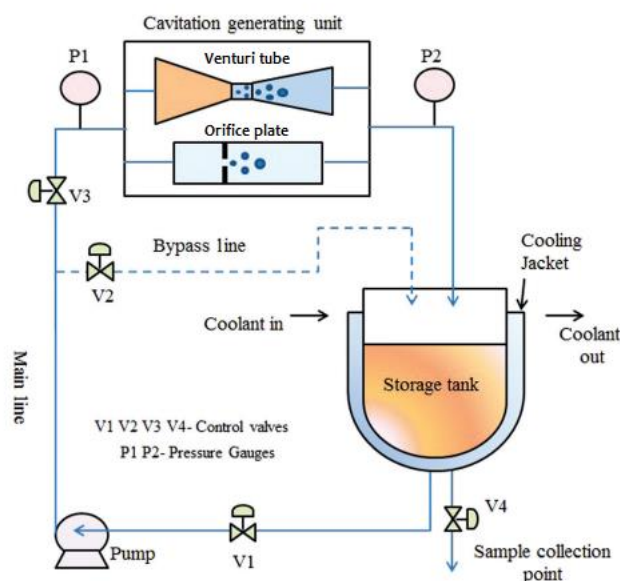 Cavitation generating unit
P1
Venturi tube
P2
Orifice plate
V3
Bypass line
V2
Cooling
Jacket
Coolant in
Coolant
out
Main line
Storage tank
V1 V2 V3 V4- Control valves
P1 P2- Pressure Gauges
V4
Pump
V1
Sample collection
point